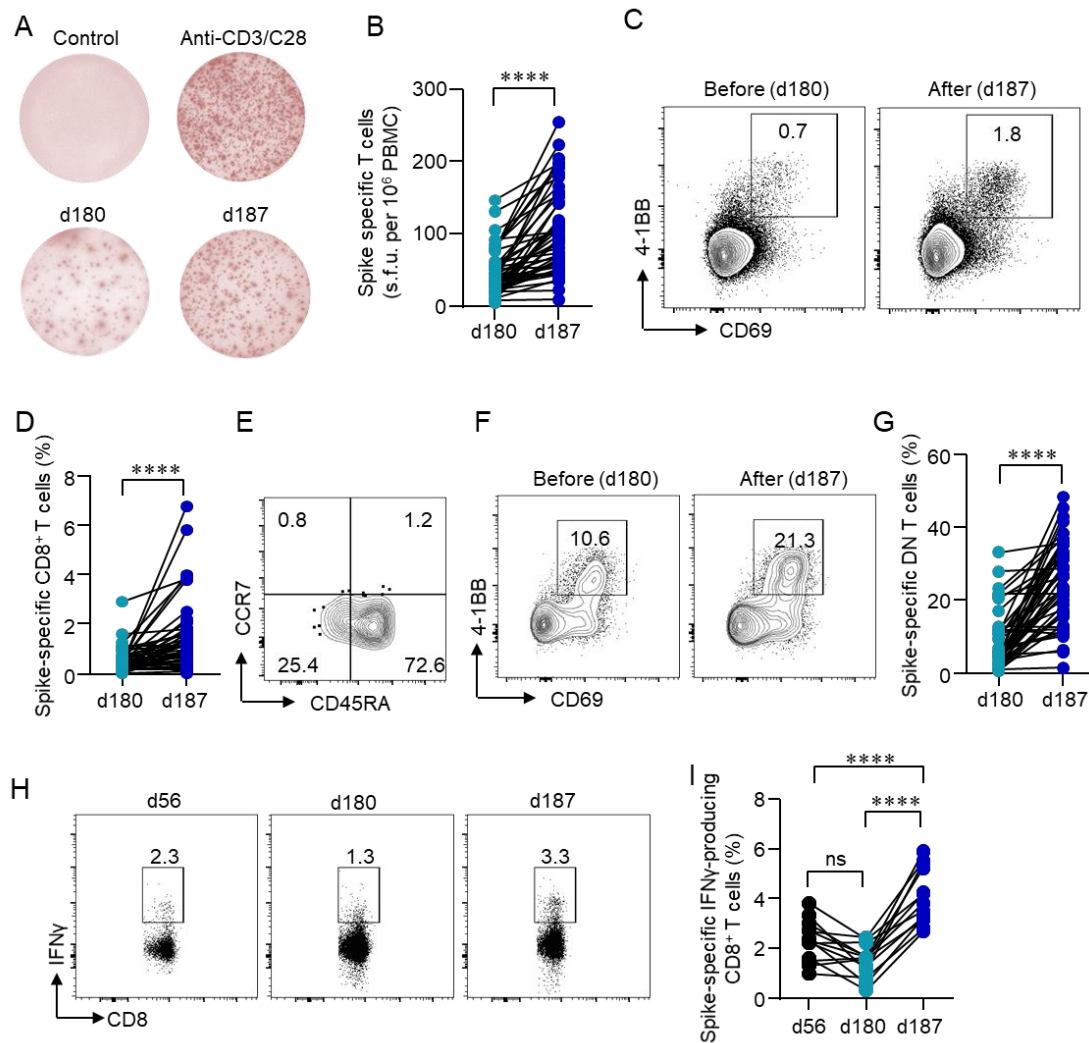 A
Control
Anti-CD3/C28
d180
d187
B
****
300
200
100
0
Spike specific T cells
(s.f.u. per 10⁶ PBMC)
d180
d187
C
Before (d180)
After (d187)
0.7
1.8
4-1BB
CD69
D
****
8
6
4
2
0
Spike-specific CD8⁺ T cells (%)
d180
d187
E
0.8
1.2
25.4
72.6
CCR7
CD45RA
F
Before (d180)
After (d187)
10.6
21.3
4-1BB
CD69
G
****
60
40
20
0
Spike-specific DN T cells (%)
d180
d187
H
d56
d180
d187
2.3
1.3
3.3
IFNγ
CD8
I
****
****
ns
8
6
4
2
0
Spike-specific IFNγ-producing
CD8⁺ T cells (%)
d56
d180
d187